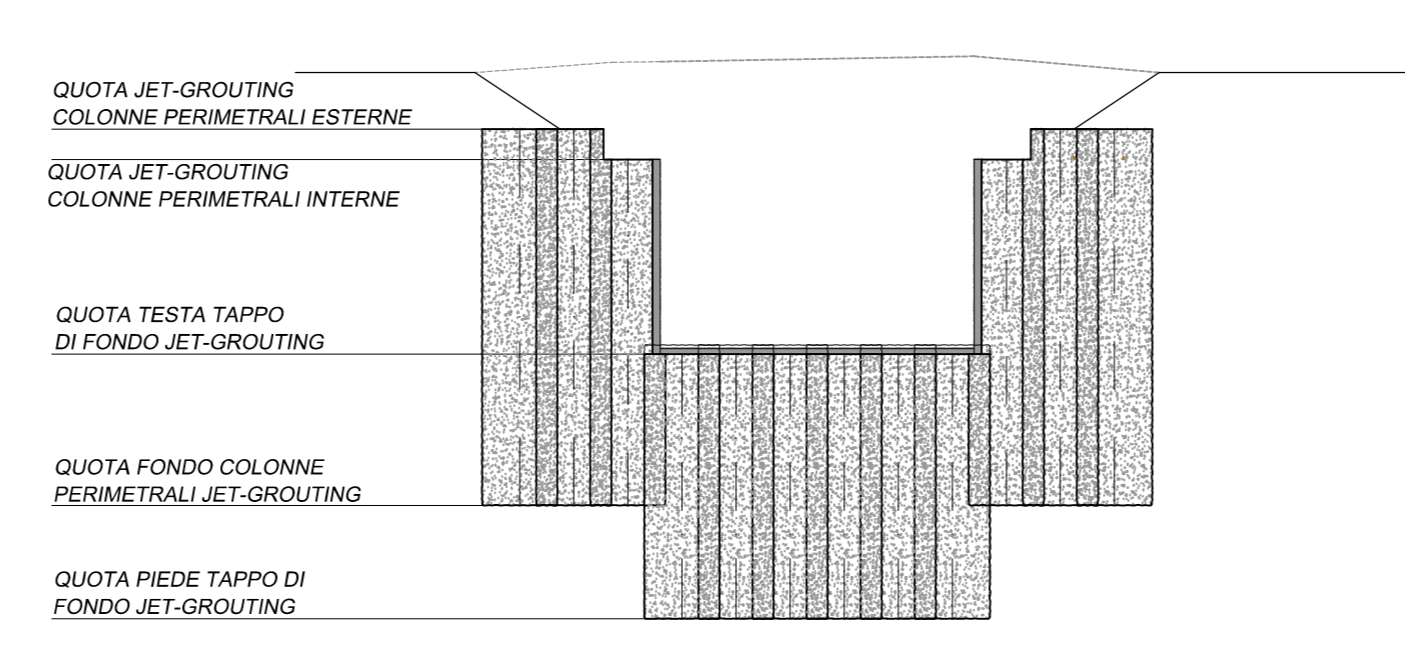 QUOTA JET-GROUTING
COLONNE PERIMETRALI ESTERNE
QUOTA JET-GROUTING
COLONNE PERIMETRALI INTERNE
QUOTA TESTA TAPPO
DI FONDO JET-GROUTING
QUOTA FONDO COLONNE
PERIMETRALI JET-GROUTING
QUOTA PIEDE TAPPO DI
FONDO JET-GROUTING